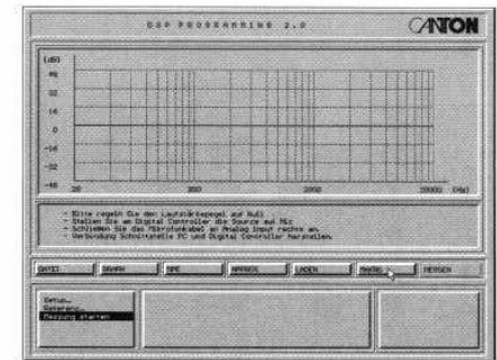 DSP PROGRAMMING 2.0
CANTON
(dB)
48
32
16
0
-16
-32
-48
20
200
2000
20000 (Hz)
- Bitte regeln Sie den Lautstärkepegel auf Null
- Stellen Sie am Digital Controller die Source auf Mic
- Schließen Sie das Mikrofonkabel an Analog Input rechts an.
- Verbindung Schnittstelle PC und Digital Controller herstellen.
DATEI
GRAFIK
LADEN
MESSEN
Setup…
Referenz…
Messung starten